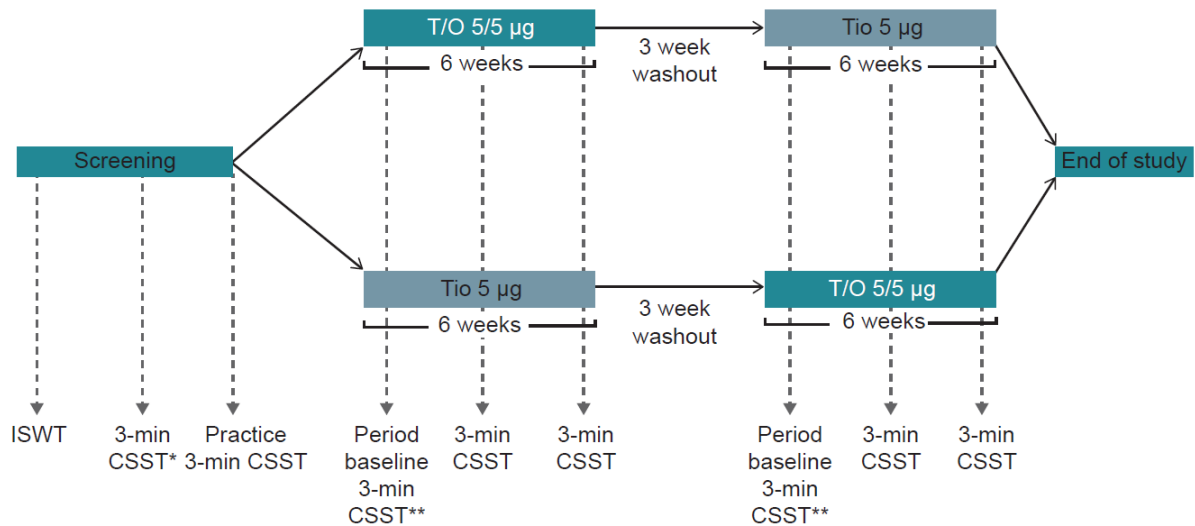 T/O 5/5 µg
6 weeks
3 week
washout
Tio 5 µg
6 weeks
Screening
End of study
Tio 5 µg
6 weeks
3 week
washout
T/O 5/5 µg
6 weeks
ISWT
3-min
CSST*
Practice
3-min CSST
Period
baseline
3-min
CSST**
3-min
CSST
3-min
CSST
Period
baseline
3-min
CSST**
3-min
CSST
3-min
CSST